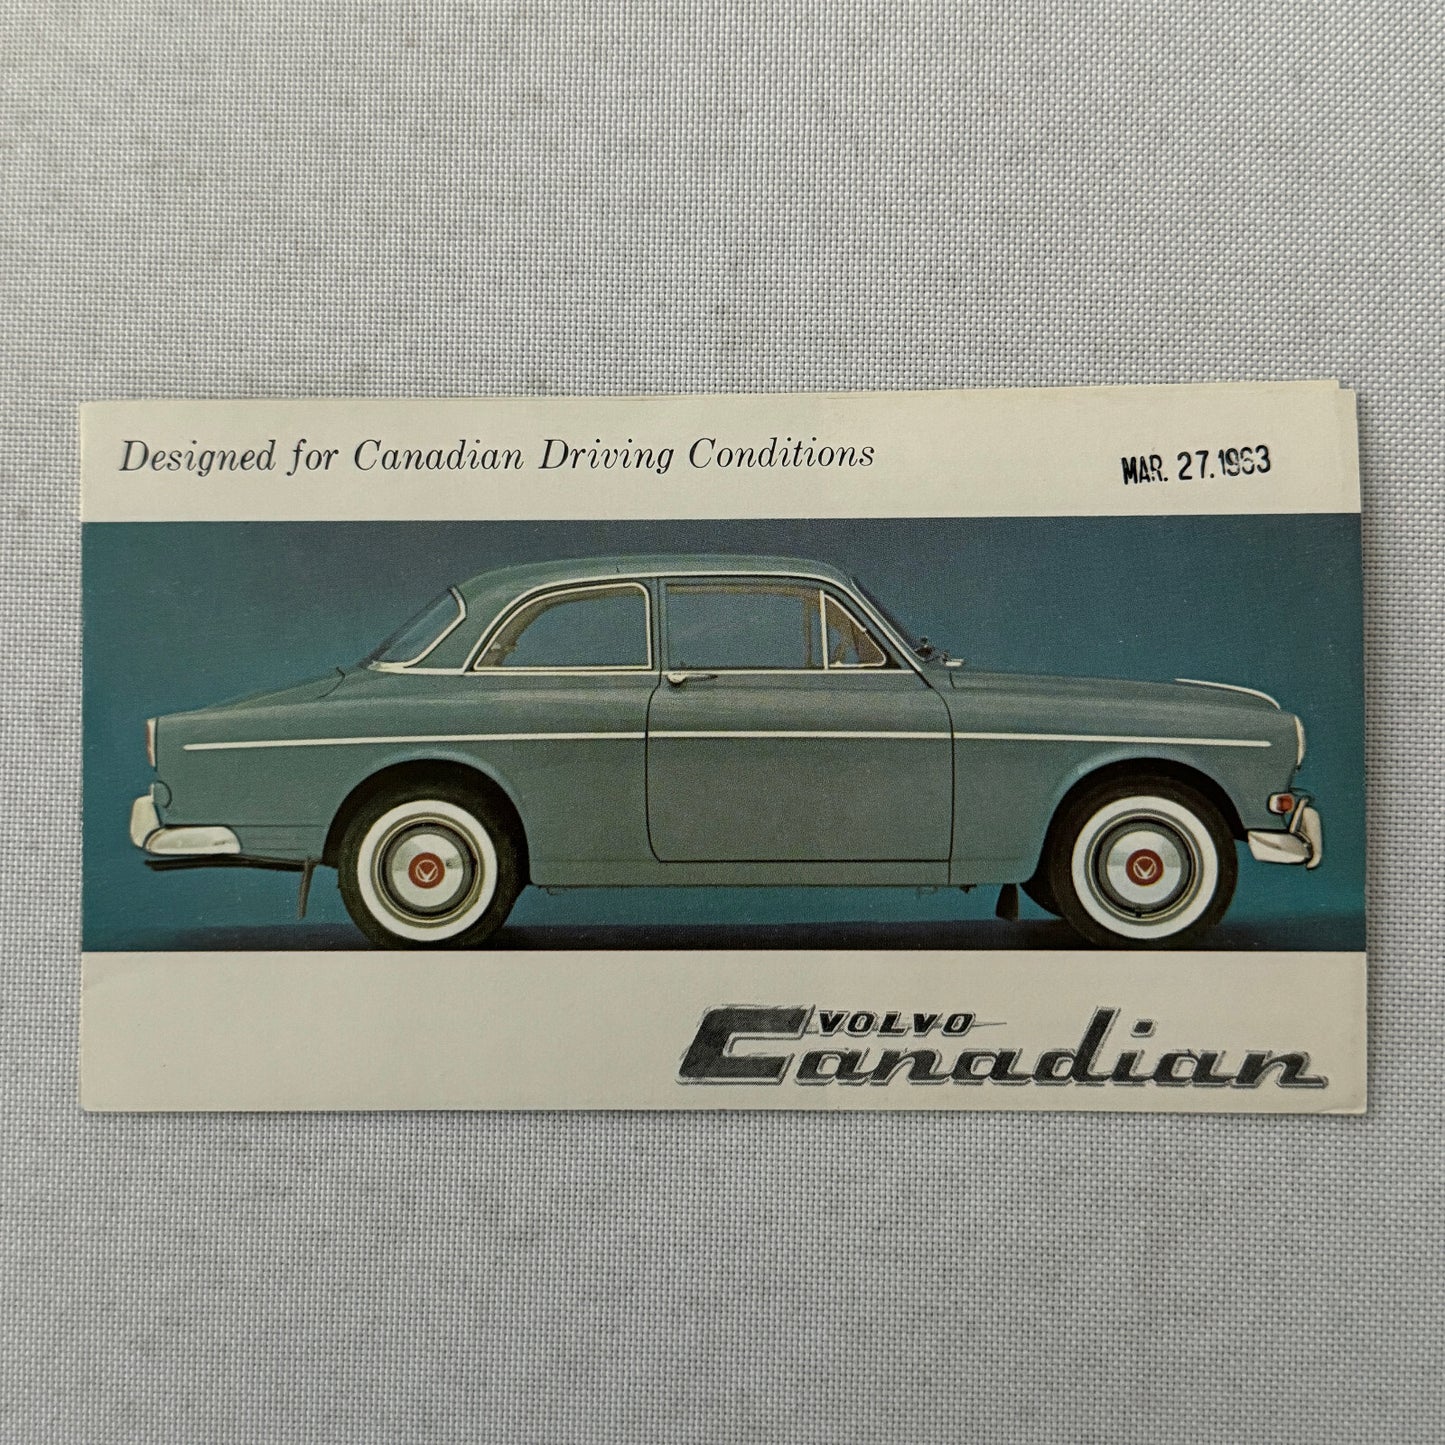 Designed for Canadian Driving Conditions
MAR. 27. 1963
VOLVO
Canadian